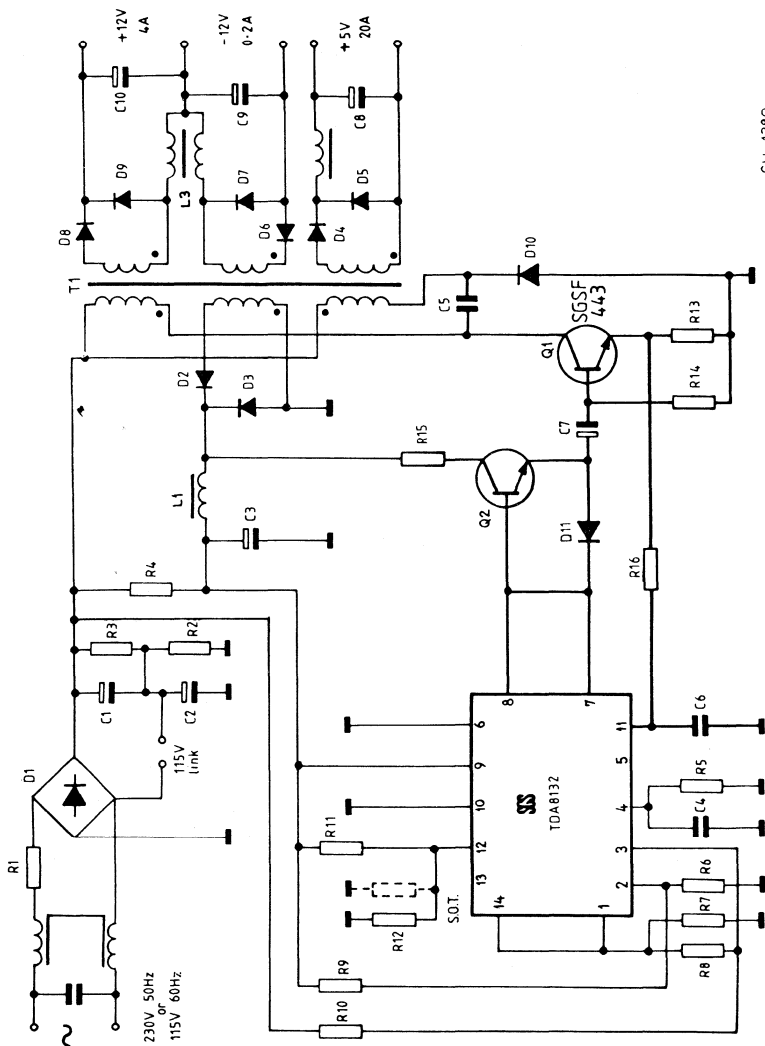 +12V
4A
-12V
0·2A
+5V
20A
C10
C9
C8
D9
L3
D7
D5
D8
D6
D4
T1
D2
D3
C5
D10
SGSF
443
Q1
R13
R14
C7
R15
Q2
D11
R16
L1
C3
R4
R3
R2
C1
C2
115V
link
D1
R1
~
230V 50Hz
or
115V 60Hz
R11
R12
S.O.T.
R9
R10
6
9
10
12
13
14
8
7
11
5
4
3
2
1
SGS
TDA8132
C6
R5
C4
R6
R7
R8